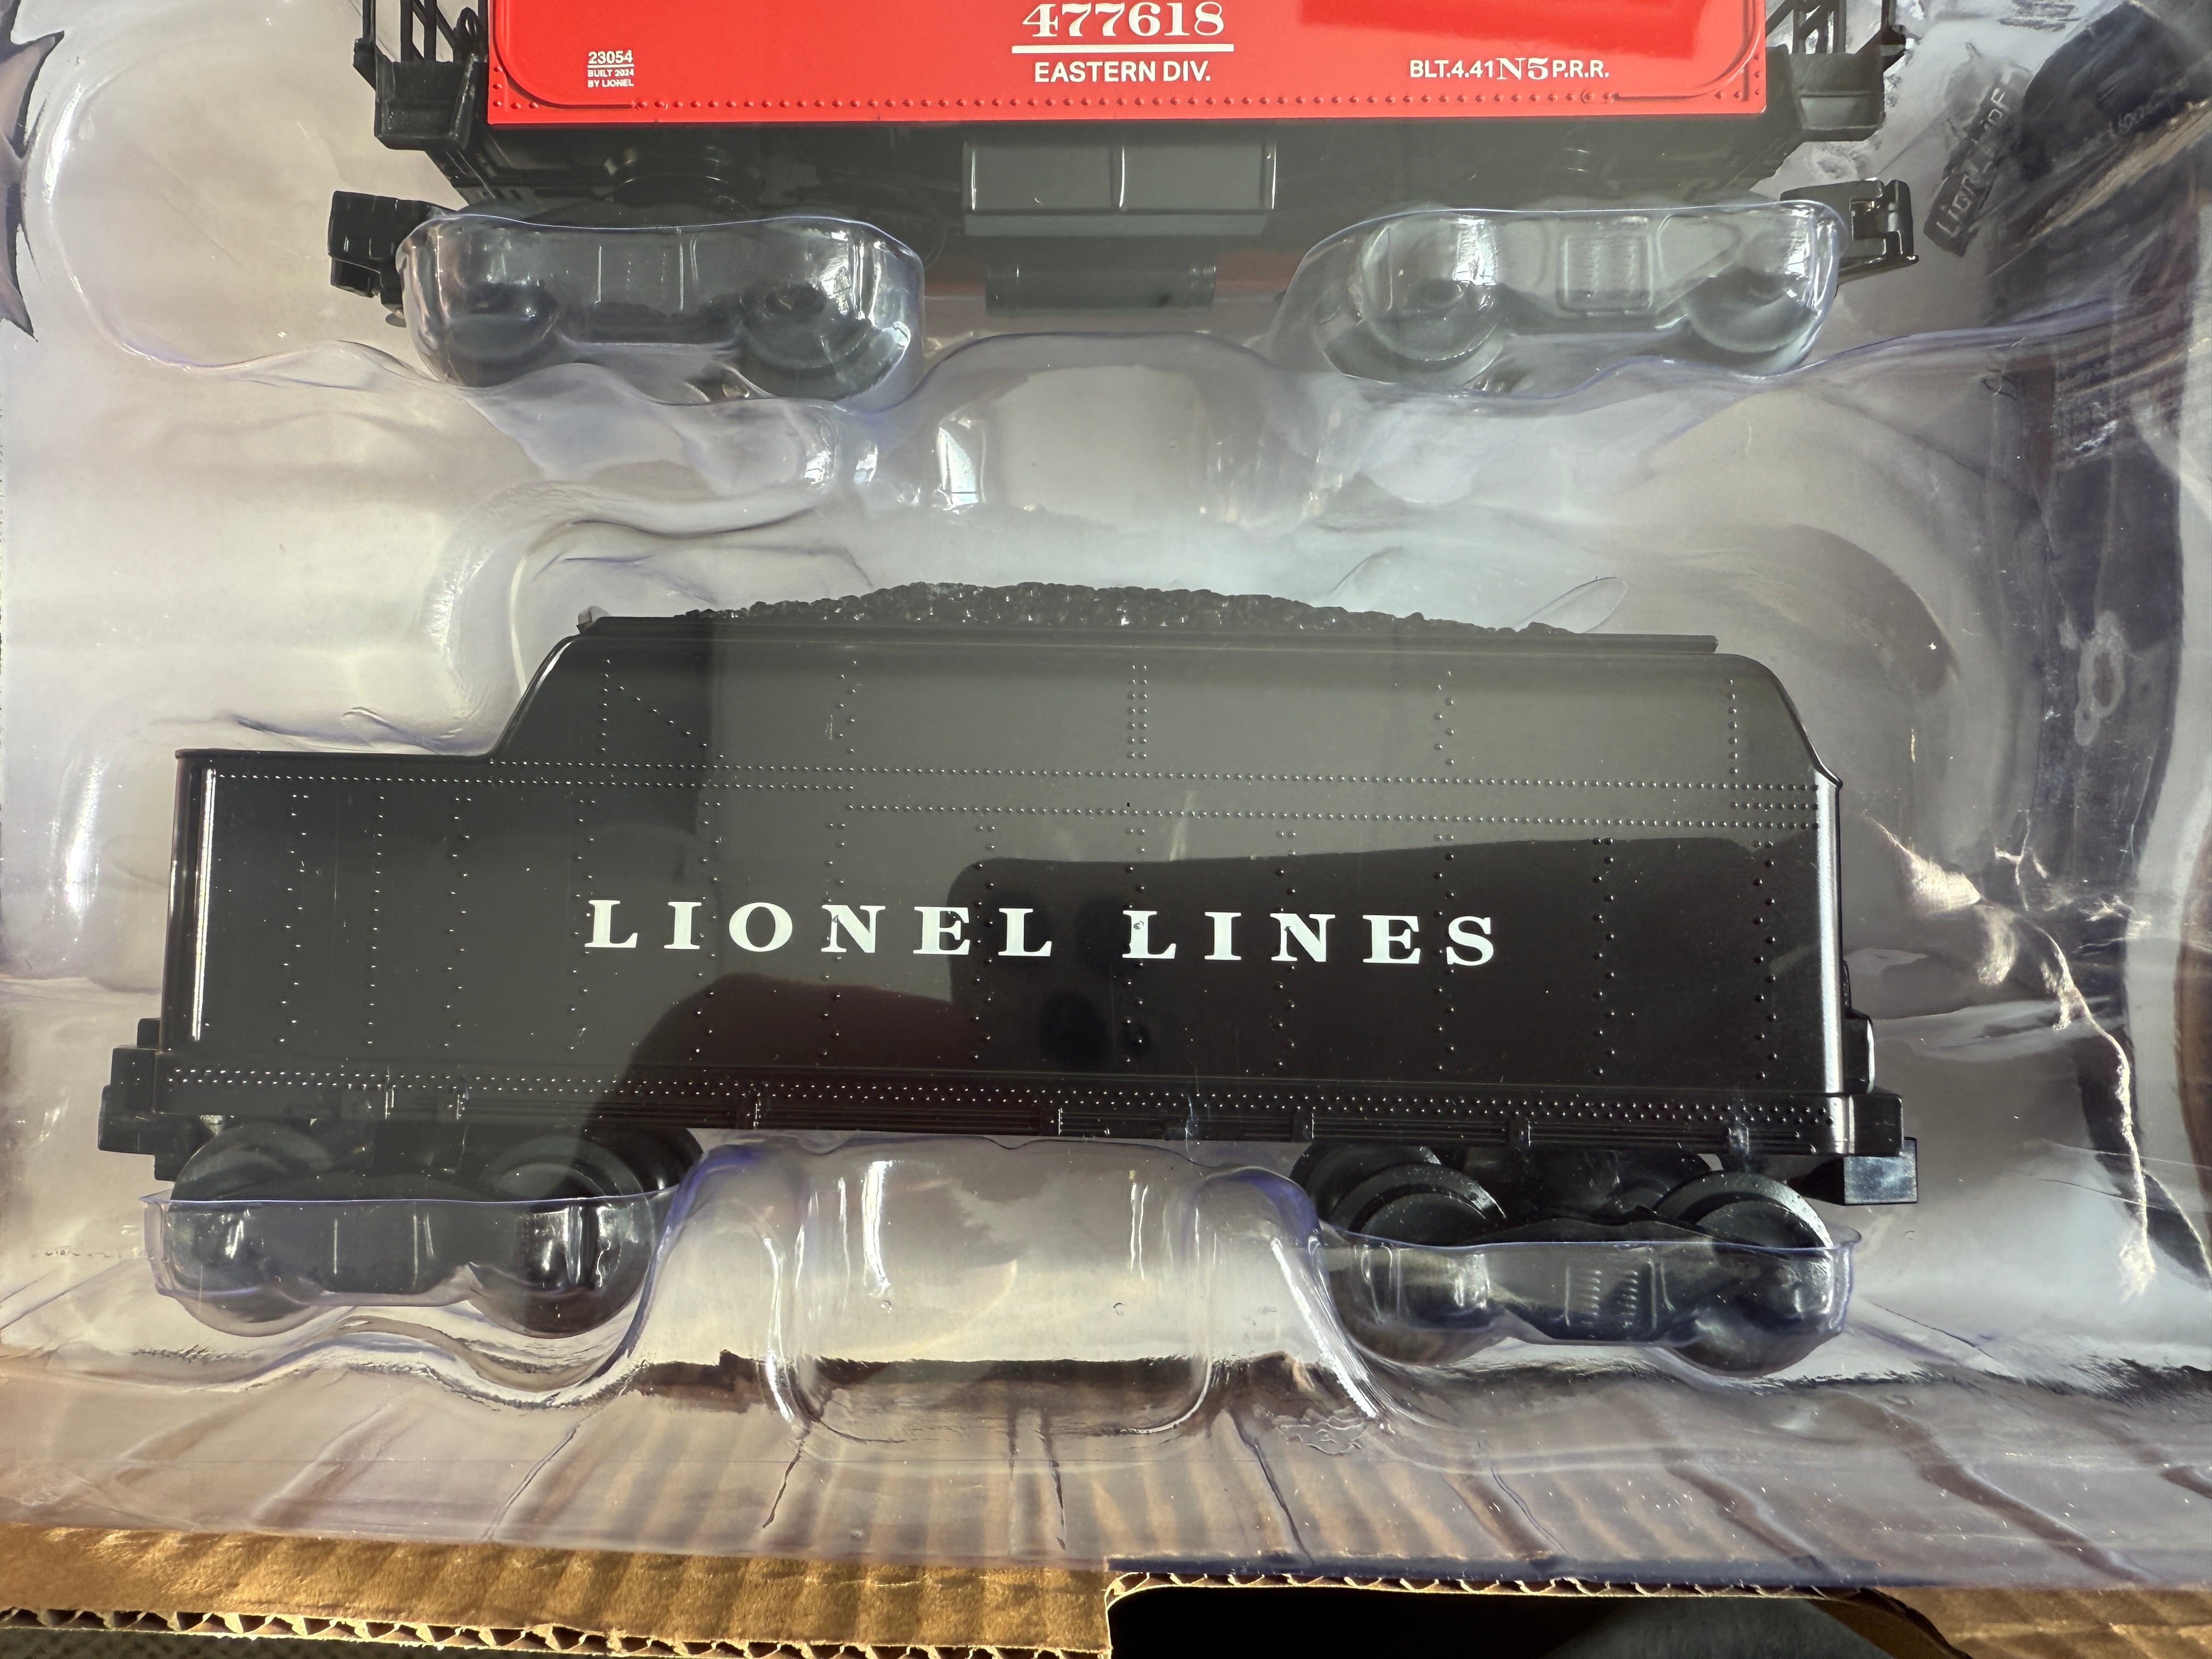 477618
23054
BUILT 2024
BY LIONEL
EASTERN DIV.
BLT.4.41 N5 P.R.R.
LIONEL LINES